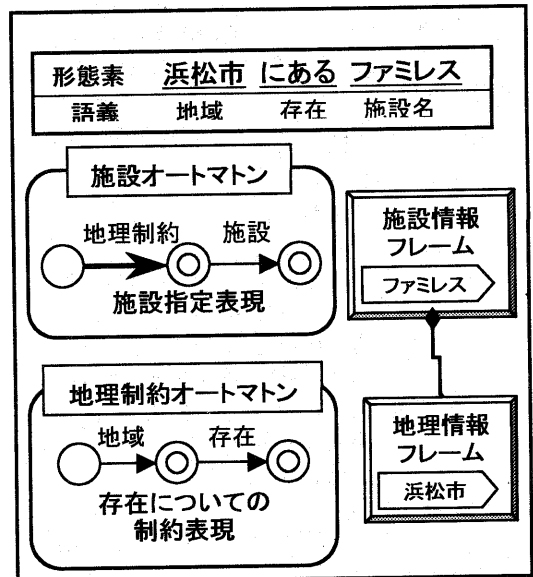 形態素 浜松市 にある ファミレス
語義 地域 存在 施設名
施設オートマトン
地理制約 施設
施設指定表現
施設情報
フレーム
ファミレス
地理制約オートマトン
地域 存在
存在についての
制約表現
地理情報
フレーム
浜松市